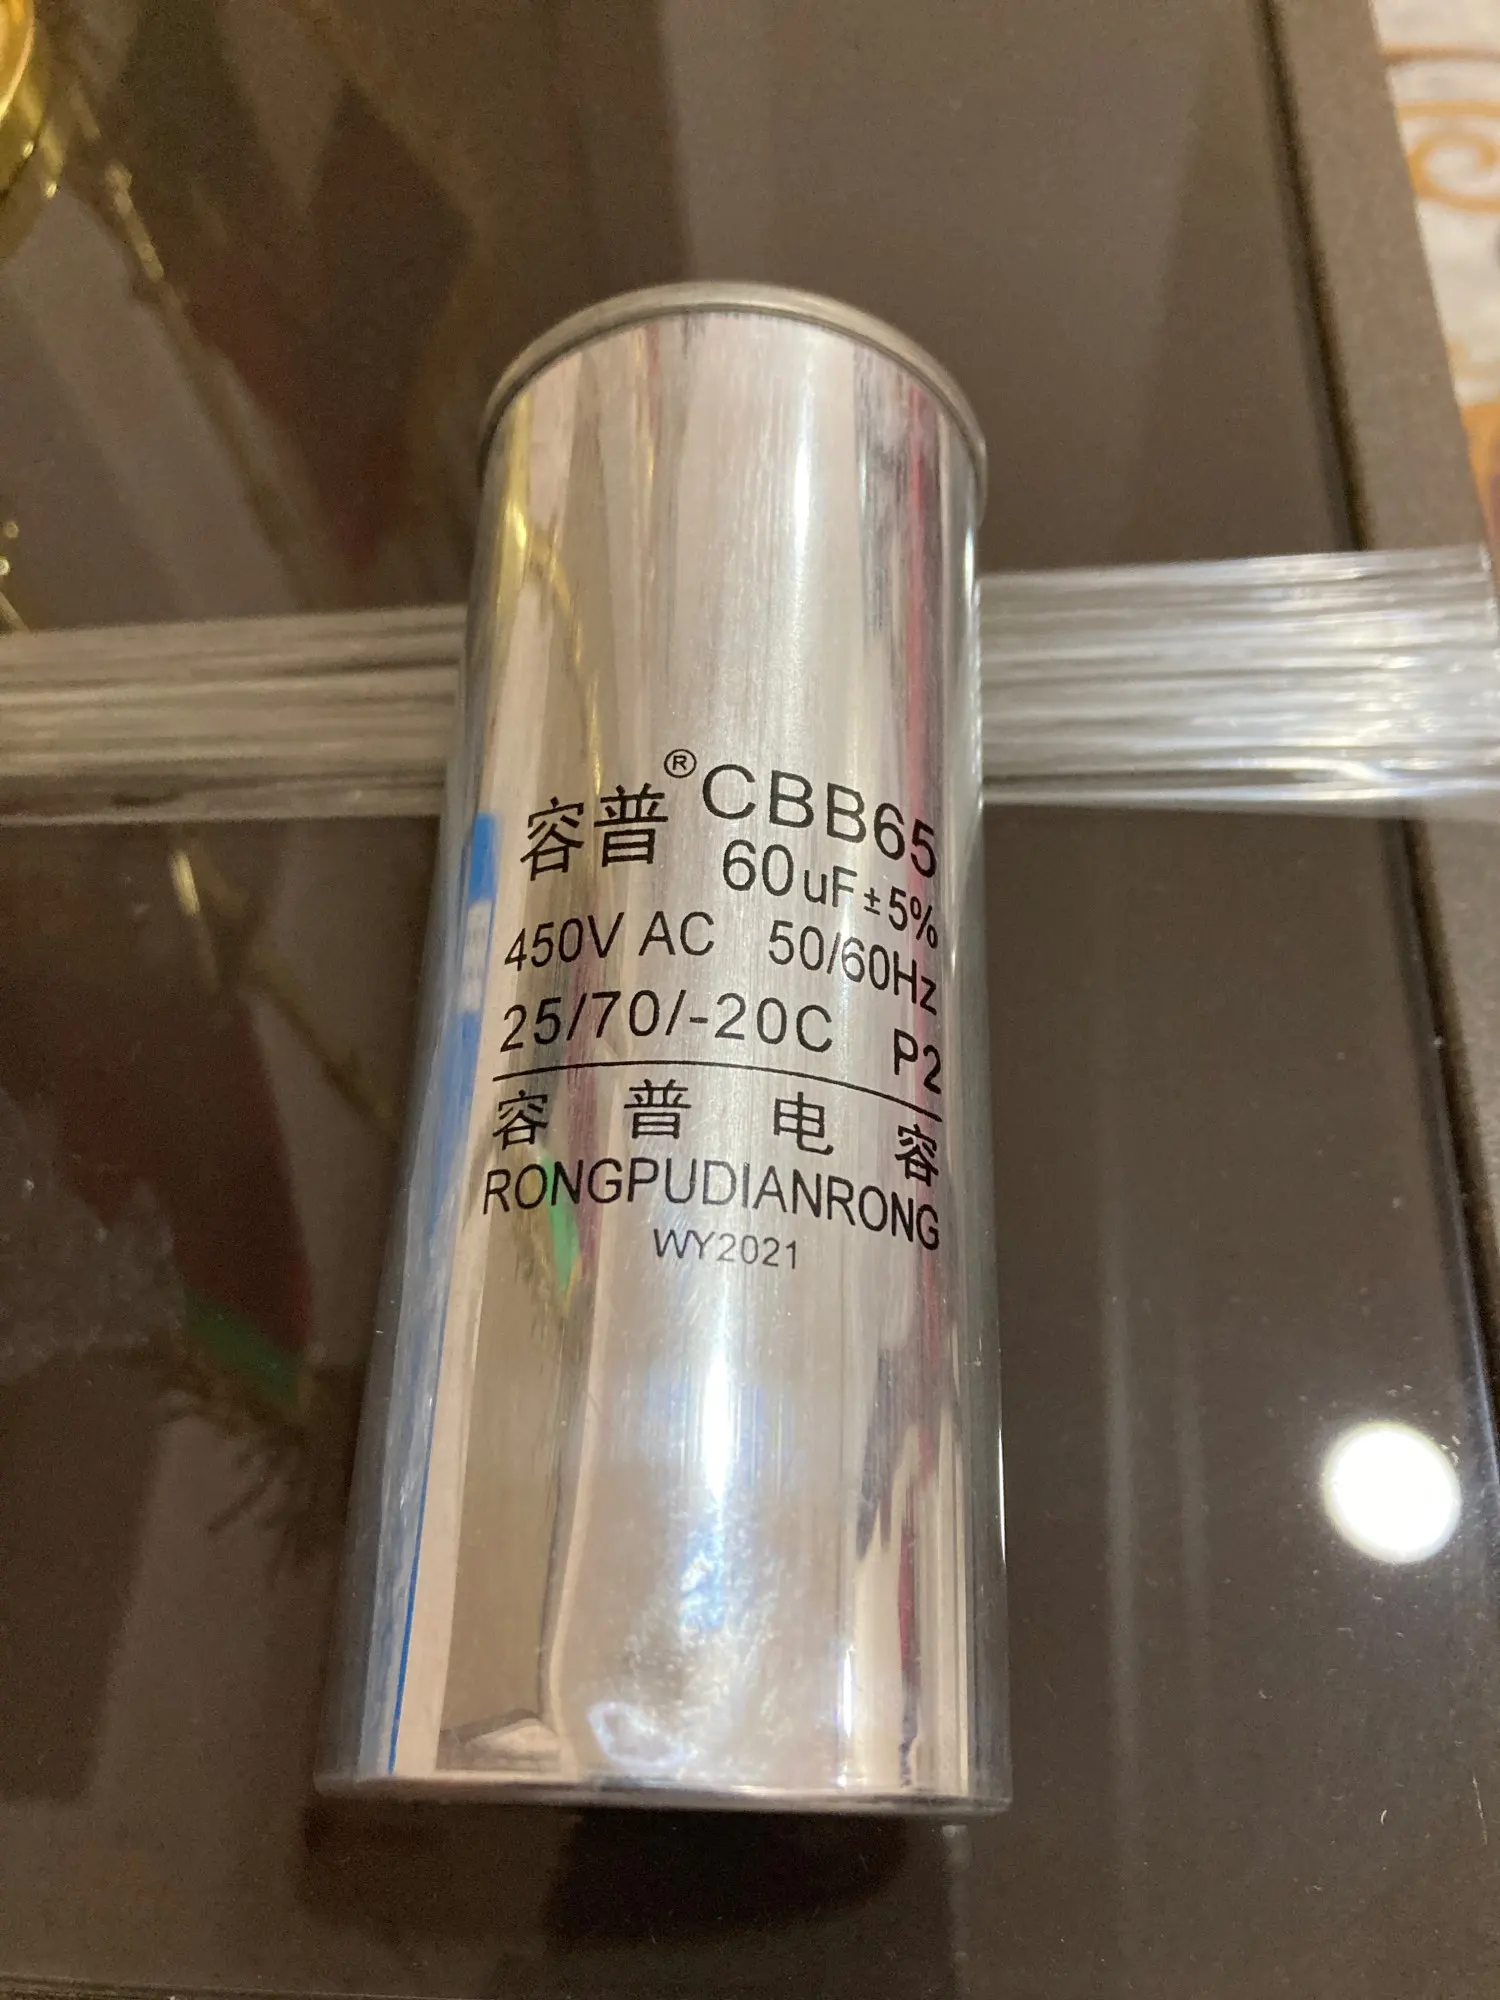 容普® CBB65
60uF±5%
450V AC 50/60Hz
25/70/-20C P2
容普电容
RONGPUDIANRONG
WY2021